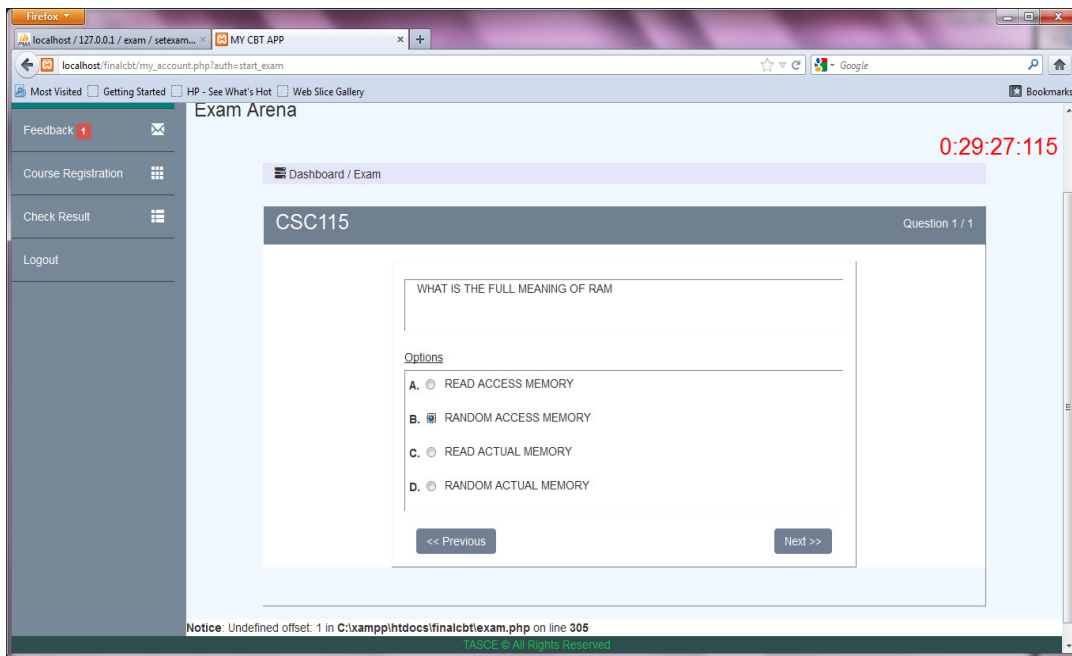 Firefox
localhost / 127.0.0.1 / exam / setexam...
MY CBT APP
localhost/finalcbt/my_account.php?auth=start_exam
Google
Most Visited Getting Started HP - See What's Hot Web Slice Gallery Bookmarks
Exam Arena
Feedback 1
0:29:27:115
Course Registration
Dashboard / Exam
Check Result
CSC115
Question 1 / 1
Logout
WHAT IS THE FULL MEANING OF RAM
Options
A. READ ACCESS MEMORY
B. RANDOM ACCESS MEMORY
C. READ ACTUAL MEMORY
D. RANDOM ACTUAL MEMORY
<< Previous
Next >>
Notice: Undefined offset: 1 in C:\xampp\htdocs\finalcbt\exam.php on line 305
TASCE © All Rights Reserved